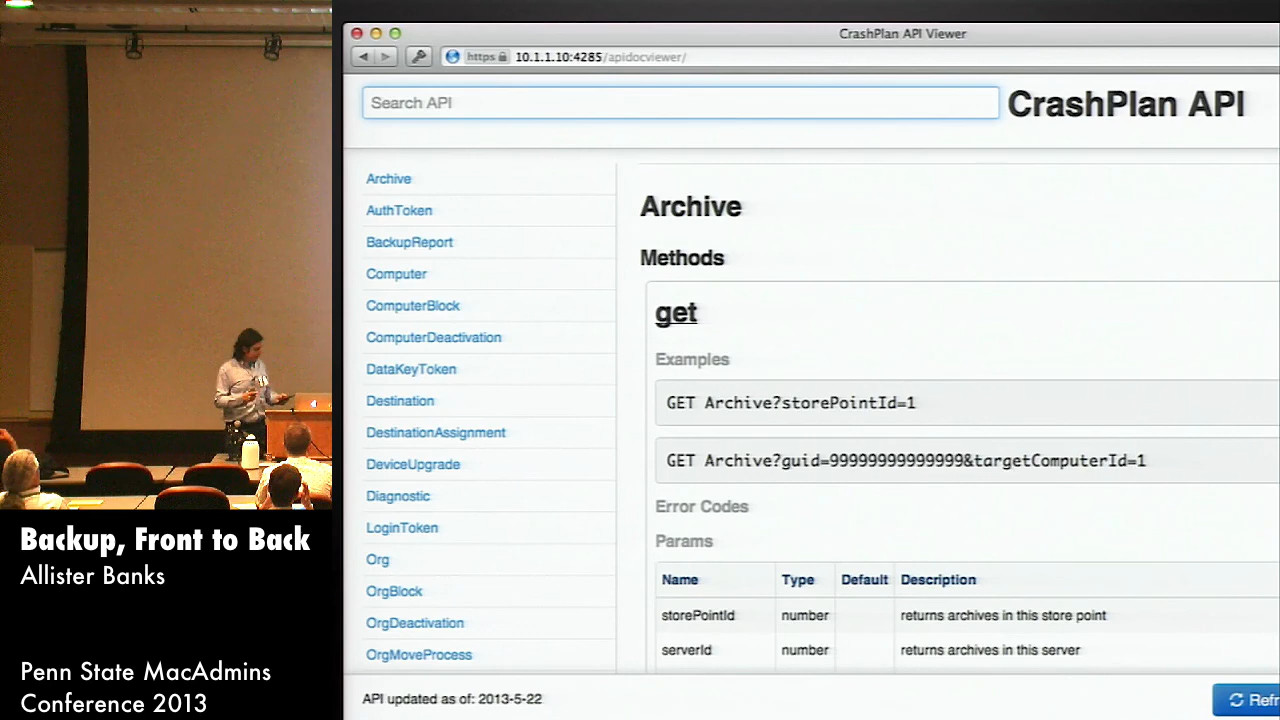 CrashPlan API Viewer
https 10.1.1.10:4285/apidocviewer/
Search API
CrashPlan API
Archive
AuthToken
BackupReport
Computer
ComputerBlock
ComputerDeactivation
DataKeyToken
Destination
DestinationAssignment
DeviceUpgrade
Diagnostic
LoginToken
Org
OrgBlock
OrgDeactivation
OrgMoveProcess
Archive
Methods
get
Examples
GET Archive?storePointId=1
GET Archive?guid=99999999999999&targetComputerId=1
Error Codes
Params
Name Type Default Description
storePointId number returns archives in this store point
serverId number returns archives in this server
API updated as of: 2013-5-22
Refr
Backup, Front to Back
Allister Banks
Penn State MacAdmins
Conference 2013